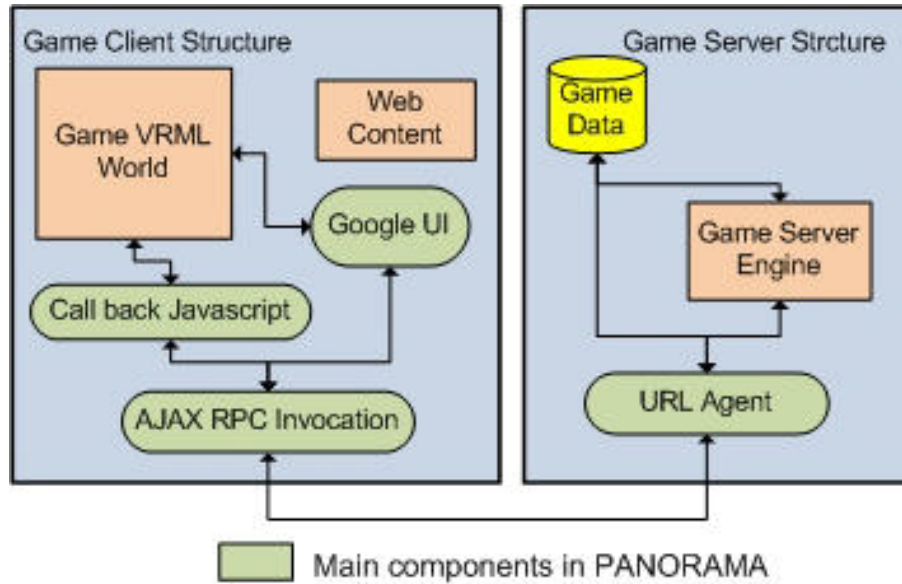 Game Client Structure
Game VRML
World
Web
Content
Google UI
Call back Javascript
AJAX RPC Invocation
Game Server Strcture
Game
Data
Game Server
Engine
URL Agent
Main components in PANORAMA